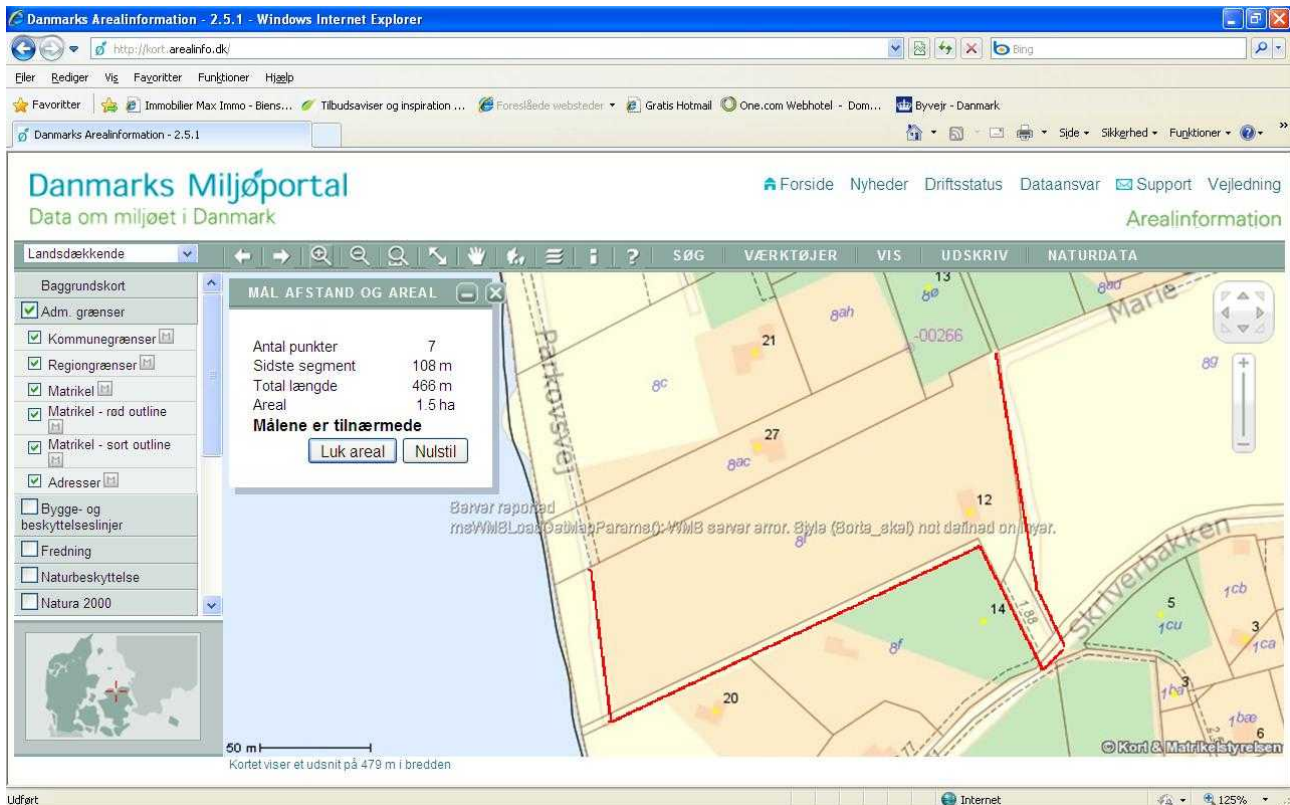 Danmarks Arealinformation - 2.5.1 - Windows Internet Explorer
http://kort.arealinfo.dk/
Bing
Filer Rediger Vis Favoritter Funktioner Hjælp
Favoritter Immobilier Max Immo - Biens... Tilbudsaviser og inspiration ... Foreslåede websteder Gratis Hotmail One.com Webhotel - Dom... Byvejr - Danmark
Danmarks Arealinformation - 2.5.1
Side Sikkerhed Funktioner »
Danmarks Miljøportal
Data om miljøet i Danmark
Forside Nyheder Driftsstatus Dataansvar Support Vejledning
Arealinformation
Landsdækkende
SØG VÆRKTØJER VIS UDSKRIV NATURDATA
Baggrundskort
Adm. grænser
Kommunegrænser M
Regiongrænser M
Matrikel M
Matrikel - rød outline
M
Matrikel - sort outline
M
Adresser M
Bygge- og
beskyttelseslinjer
Fredning
Naturbeskyttelse
Natura 2000
MÅL AFSTAND OG AREAL
Antal punkter 7
Sidste segment 108 m
Total længde 466 m
Areal 1.5 ha
Målene er tilnærmede
Luk areal Nulstil
13
8ø
8ad
Marie
8ah
-00266
21
8g
8c
27
8ac
12
Server reported
msWMSLoadGetMapParams(): WMS server error. Style (Borte_skel) not defined on layer.
8i
Skriverbakken
14
1.88
5
1cu
1cb
3
1ca
8f
20
3
1ba
1bæ
6
50 m
© Kort & Matrikelstyrelsen
Kortet viser et udsnit på 479 m i bredden
Udført
Internet
125%